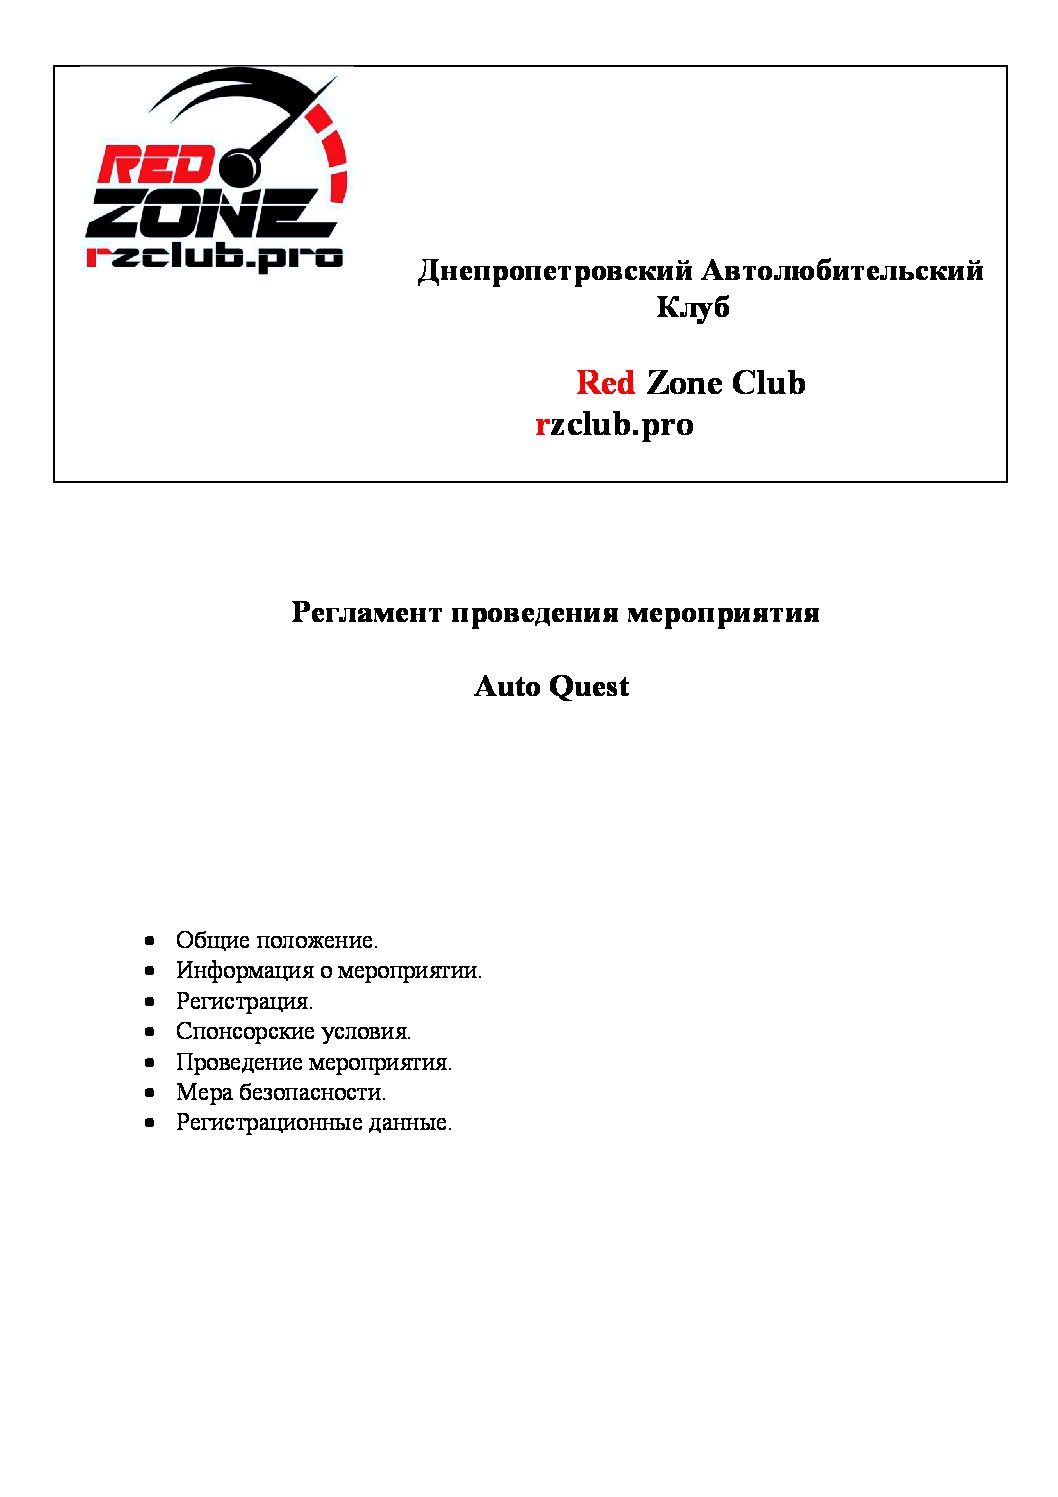 RED
ZONE
rzclub.pro
Днепропетровский Автолюбительский
Клуб
Red Zone Club
rzclub.pro
Регламент проведения мероприятия
Auto Quest
• Общие положение.
• Информация о мероприятии.
• Регистрация.
• Спонсорские условия.
• Проведение мероприятия.
• Мера безопасности.
• Регистрационные данные.